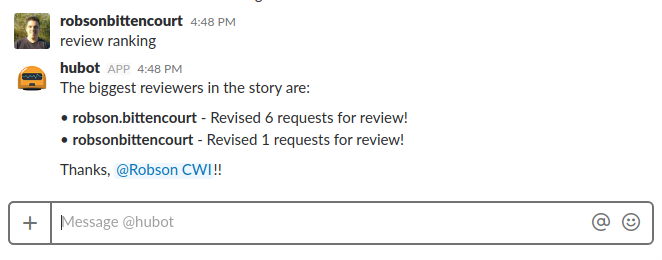 robsonbittencourt 4:48 PM
review ranking
hubot APP 4:48 PM
The biggest reviewers in the story are:
• robson.bittencourt - Revised 6 requests for review!
• robsonbittencourt - Revised 1 requests for review!
Thanks, @Robson CWI!!
+ Message @hubot @